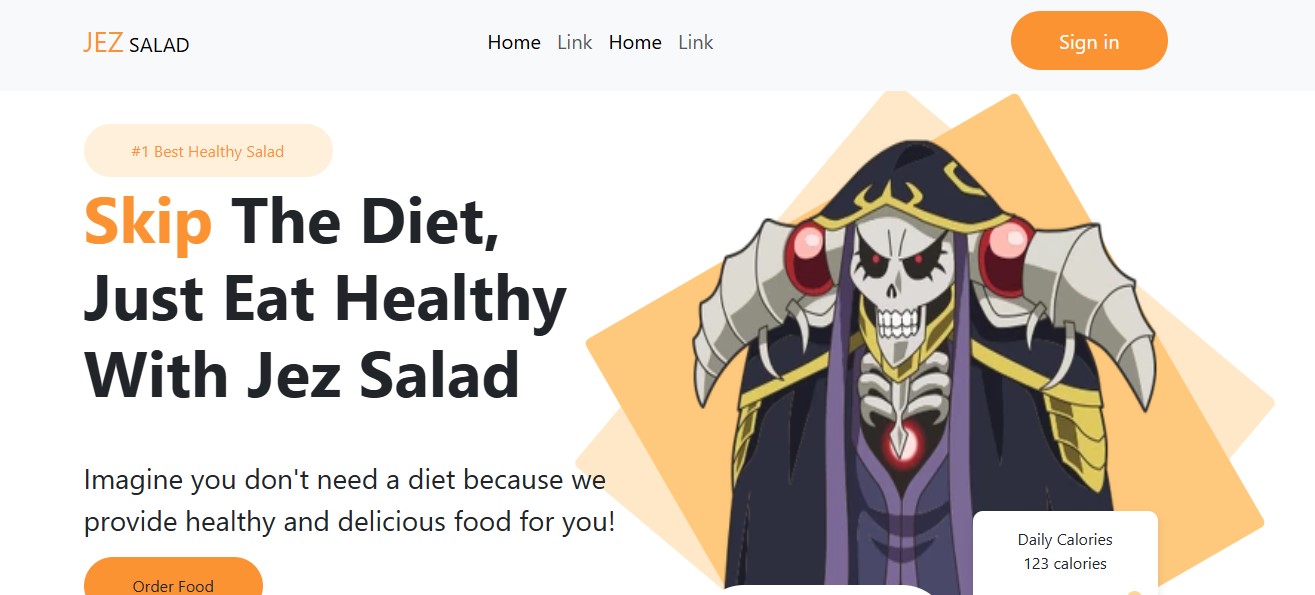 JEZ SALAD
Home Link Home Link
Sign in
#1 Best Healthy Salad
Skip The Diet,
Just Eat Healthy
With Jez Salad
Imagine you don't need a diet because we
provide healthy and delicious food for you!
Order Food
Daily Calories
123 calories